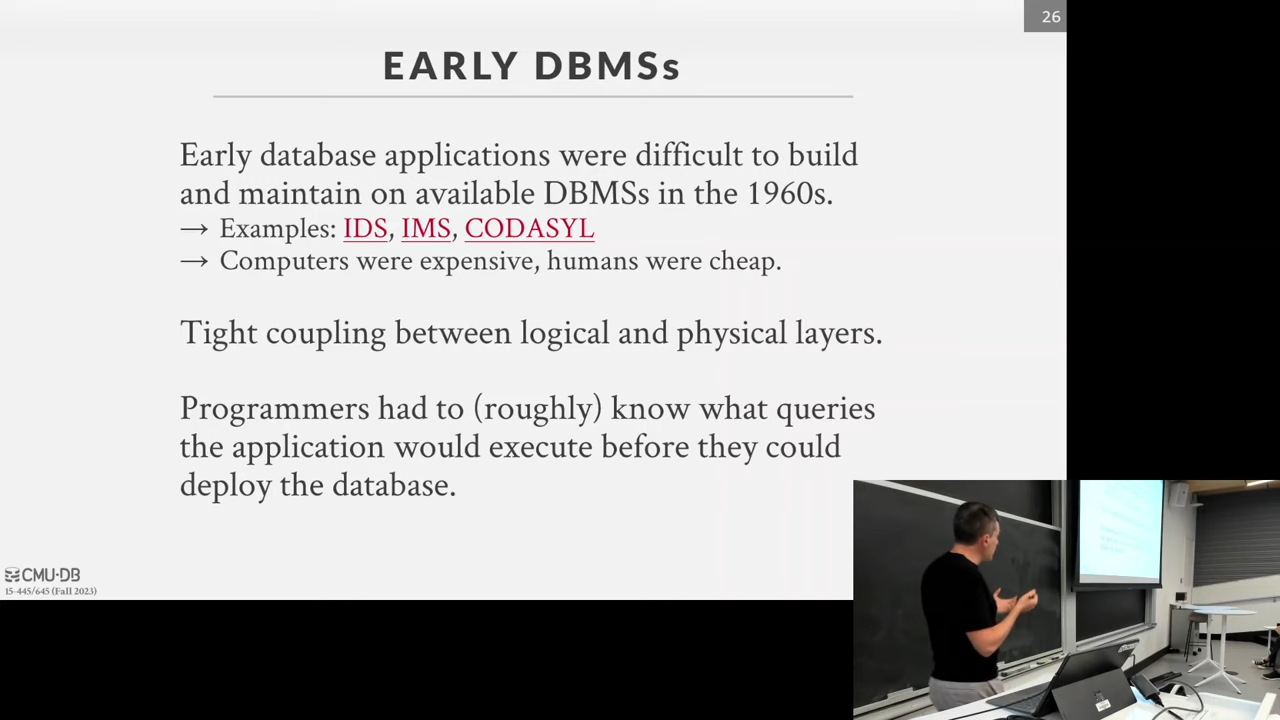 26
EARLY DBMSs
Early database applications were difficult to build
and maintain on available DBMSs in the 1960s.
→ Examples: IDS, IMS, CODASYL
→ Computers were expensive, humans were cheap.
Tight coupling between logical and physical layers.
Programmers had to (roughly) know what queries
the application would execute before they could
deploy the database.
CMU·DB
15-445/645 (Fall 2023)